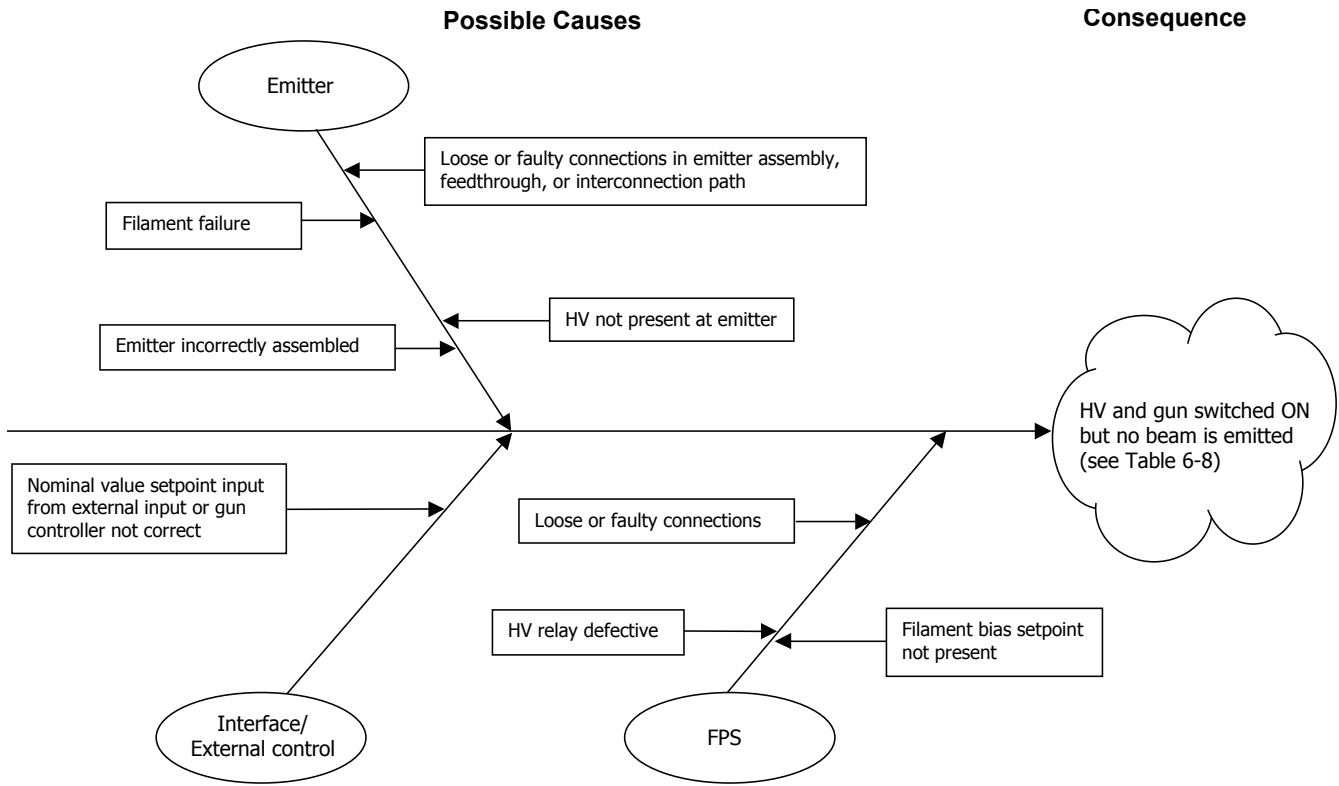 Possible Causes
Consequence
Emitter
Loose or faulty connections in emitter assembly,
feedthrough, or interconnection path
Filament failure
HV not present at emitter
Emitter incorrectly assembled
HV and gun switched ON
but no beam is emitted
(see Table 6-8)
Nominal value setpoint input
from external input or gun
controller not correct
Loose or faulty connections
HV relay defective
Filament bias setpoint
not present
Interface/
External control
FPS